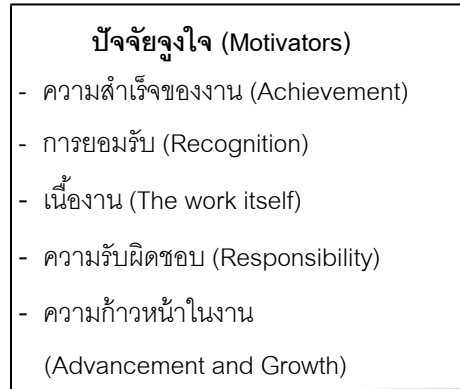 ปัจจัยจูงใจ (Motivators)
- ความสำเร็จของงาน (Achievement)
- การยอมรับ (Recognition)
- เนื้องาน (The work itself)
- ความรับผิดชอบ (Responsibility)
- ความก้าวหน้าในงาน
(Advancement and Growth)